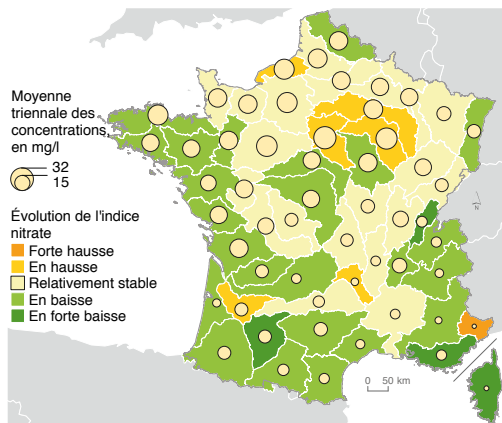 Moyenne
triennale des
concentrations,
en mg/l
32
15
Évolution de l'indice
nitrate
Forte hausse
En hausse
Relativement stable
En baisse
En forte baisse
N
0 50 km